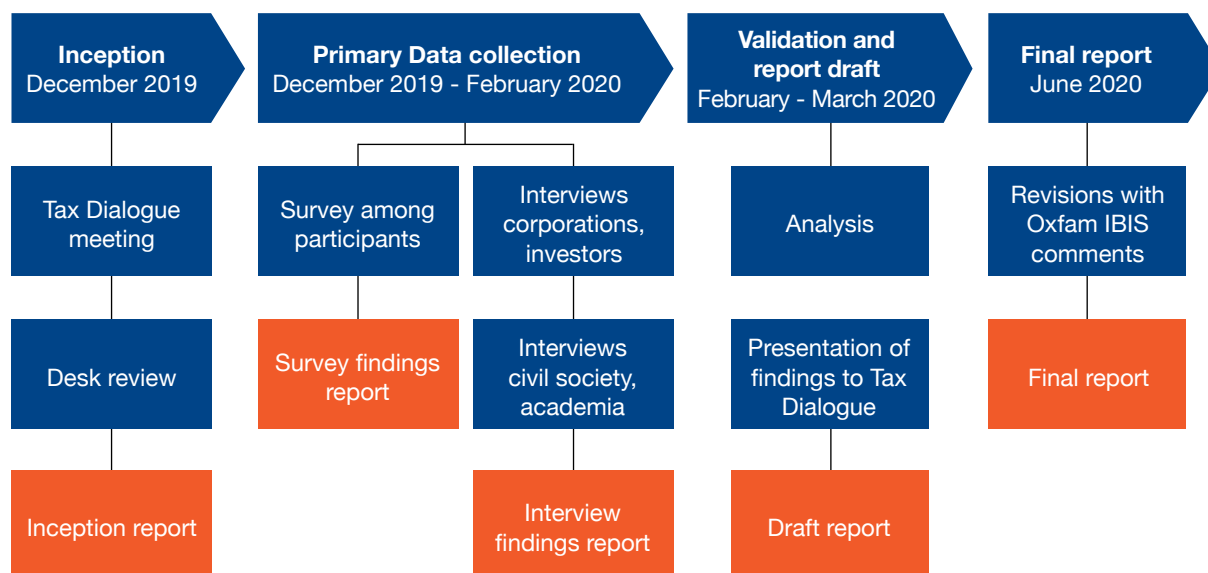 Inception
December 2019
Primary Data collection
December 2019 - February 2020
Validation and
report draft
February - March 2020
Final report
June 2020
Tax Dialogue
meeting
Survey among
participants
Interviews
corporations,
investors
Analysis
Revisions with
Oxfam IBIS
comments
Desk review
Survey findings
report
Interviews
civil society,
academia
Presentation of
findings to Tax
Dialogue
Final report
Inception report
Interview
findings report
Draft report